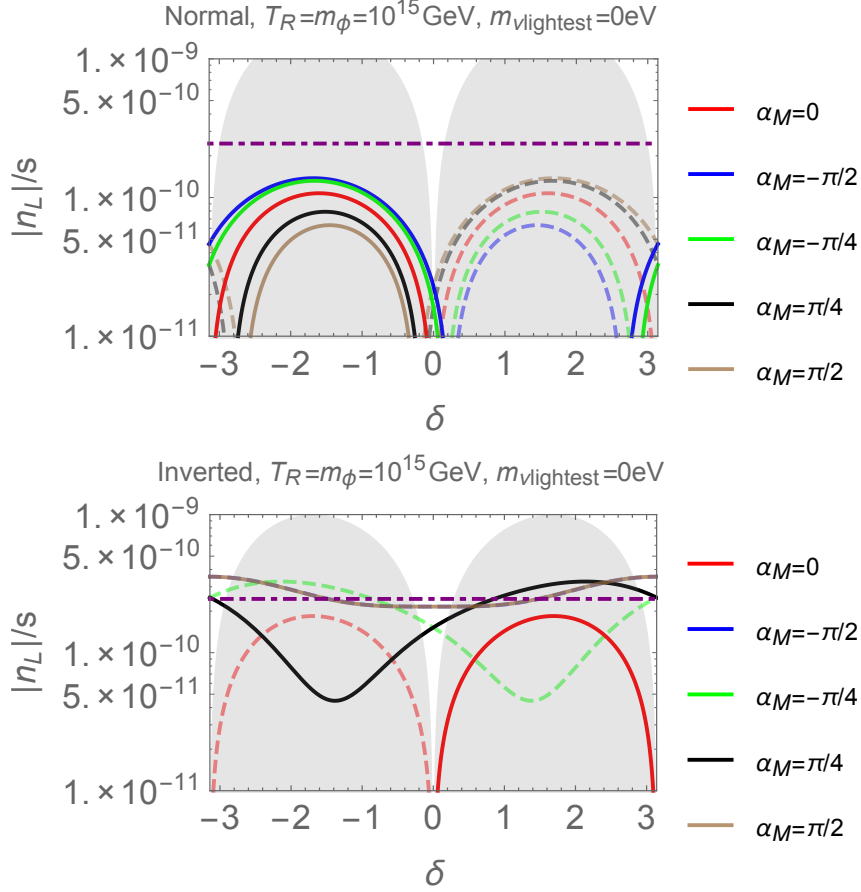 Normal, T_R=m_ϕ=10^15GeV, m_νlightest=0eV
|n_L|/s
1.×10^-9
5.×10^-10
1.×10^-10
5.×10^-11
1.×10^-11
−3 −2 −1 0 1 2 3
δ
α_M=0
α_M=−π/2
α_M=−π/4
α_M=π/4
α_M=π/2
Inverted, T_R=m_ϕ=10^15GeV, m_νlightest=0eV
|n_L|/s
1.×10^-9
5.×10^-10
1.×10^-10
5.×10^-11
1.×10^-11
−3 −2 −1 0 1 2 3
δ
α_M=0
α_M=−π/2
α_M=−π/4
α_M=π/4
α_M=π/2